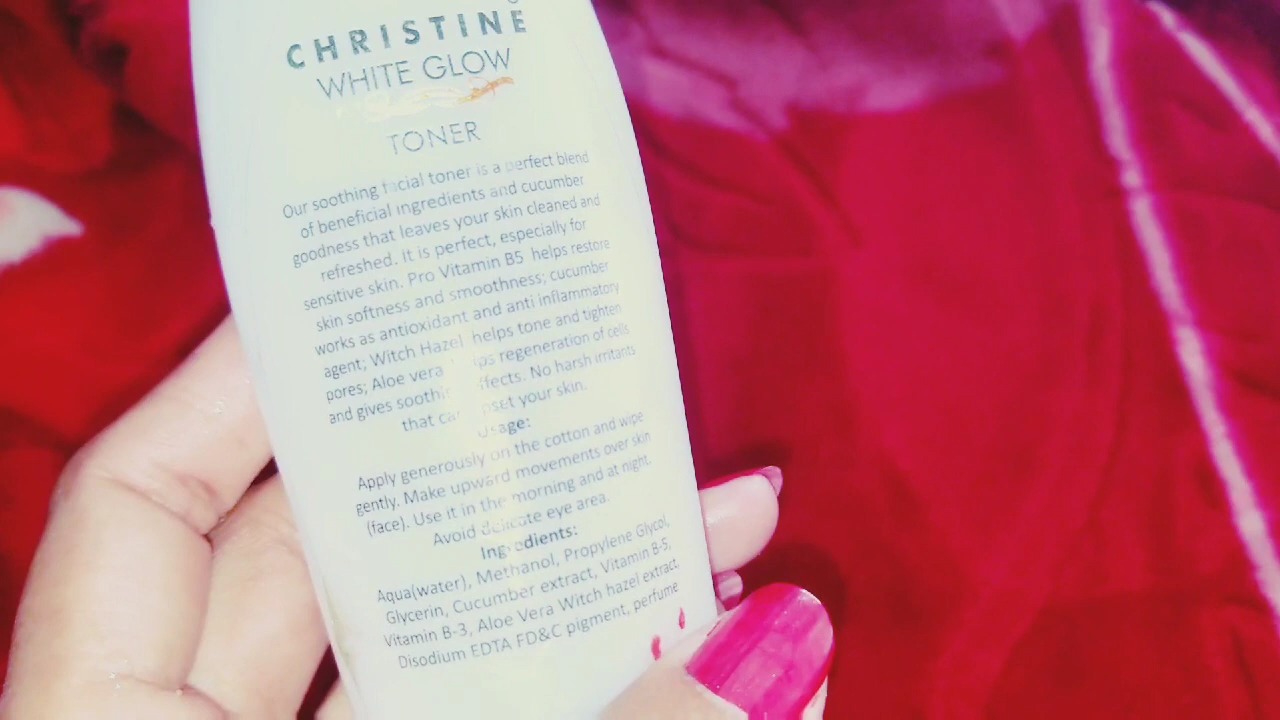 CHRISTINE
WHITE GLOW
TONER
Our soothing facial toner is a perfect blend
of beneficial ingredients and cucumber
goodness that leaves your skin cleaned and
refreshed. It is perfect, especially for
sensitive skin. Pro Vitamin B5 helps restore
skin softness and smoothness; cucumber
works as antioxidant and anti inflammatory
agent; Witch Hazel helps tone and tighten
pores; Aloe vera regeneration of cells
and gives effects. No harsh irritants
that your skin.
Usage:
Apply generously on the cotton and wipe
gently. Make upward movements over skin
(face). Use it in the morning and at night.
Avoid delicate eye area.
Ingredients:
Aqua(water), Methanol, Propylene Glycol,
Glycerin, Cucumber extract, Vitamin B-5,
Vitamin B-3, Aloe Vera Witch hazel extract
Disodium EDTA FD&C pigment, perfume